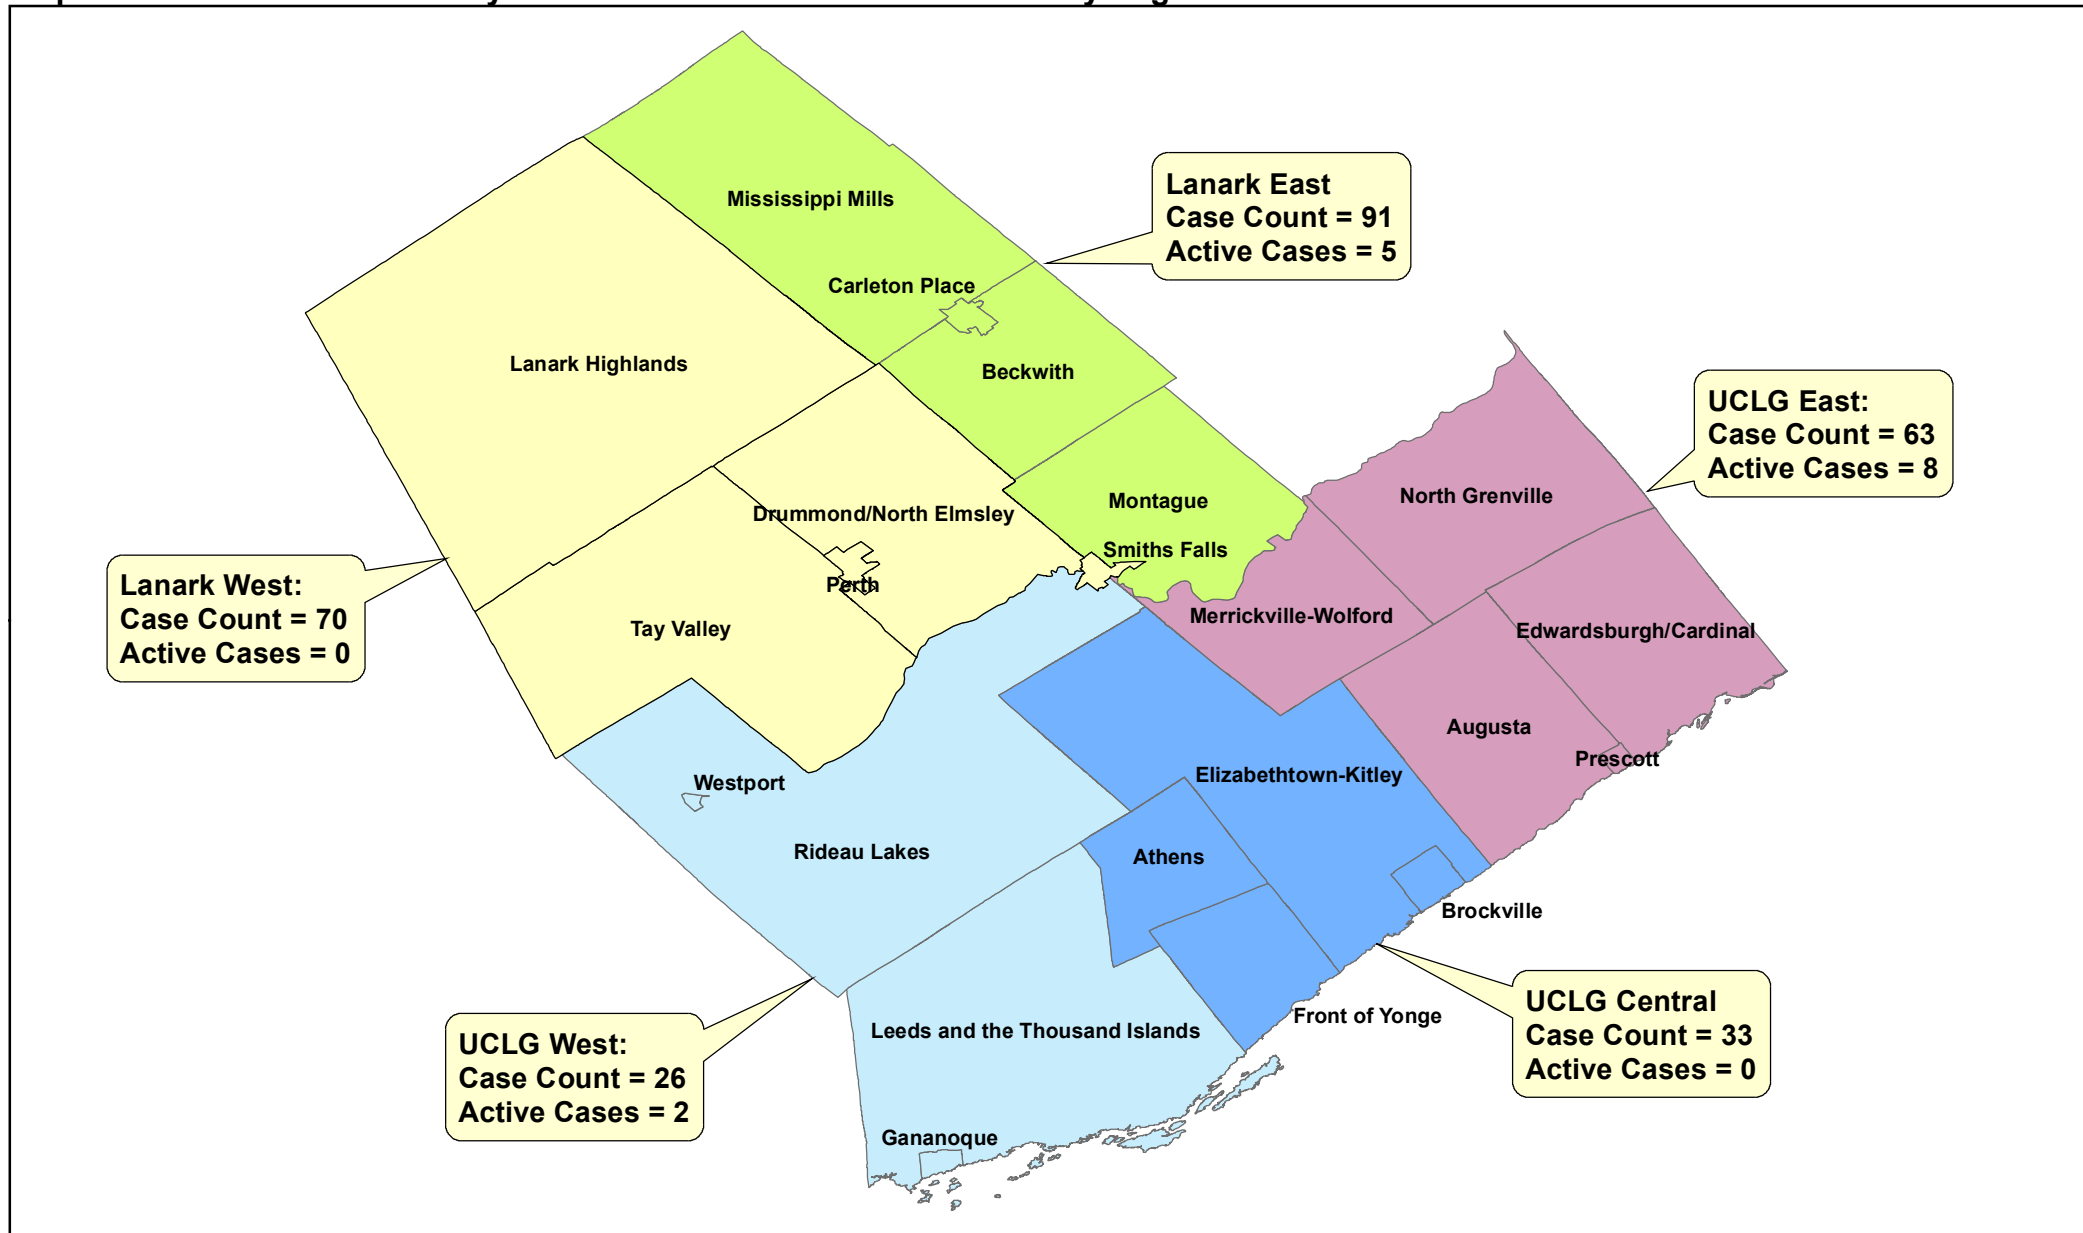 Mississippi Mills
Lanark East
Case Count = 91
Active Cases = 5
Carleton Place
Lanark Highlands
Beckwith
UCLG East:
Case Count = 63
Active Cases = 8
North Grenville
Montague
Drummond/North Elmsley
Smiths Falls
Lanark West:
Case Count = 70
Active Cases = 0
Perth
Merrickville-Wolford
Tay Valley
Edwardsburgh/Cardinal
Augusta
Prescott
Elizabethtown-Kitley
Westport
Rideau Lakes
Athens
Brockville
UCLG Central
Case Count = 33
Active Cases = 0
Front of Yonge
Leeds and the Thousand Islands
UCLG West:
Case Count = 26
Active Cases = 2
Gananoque